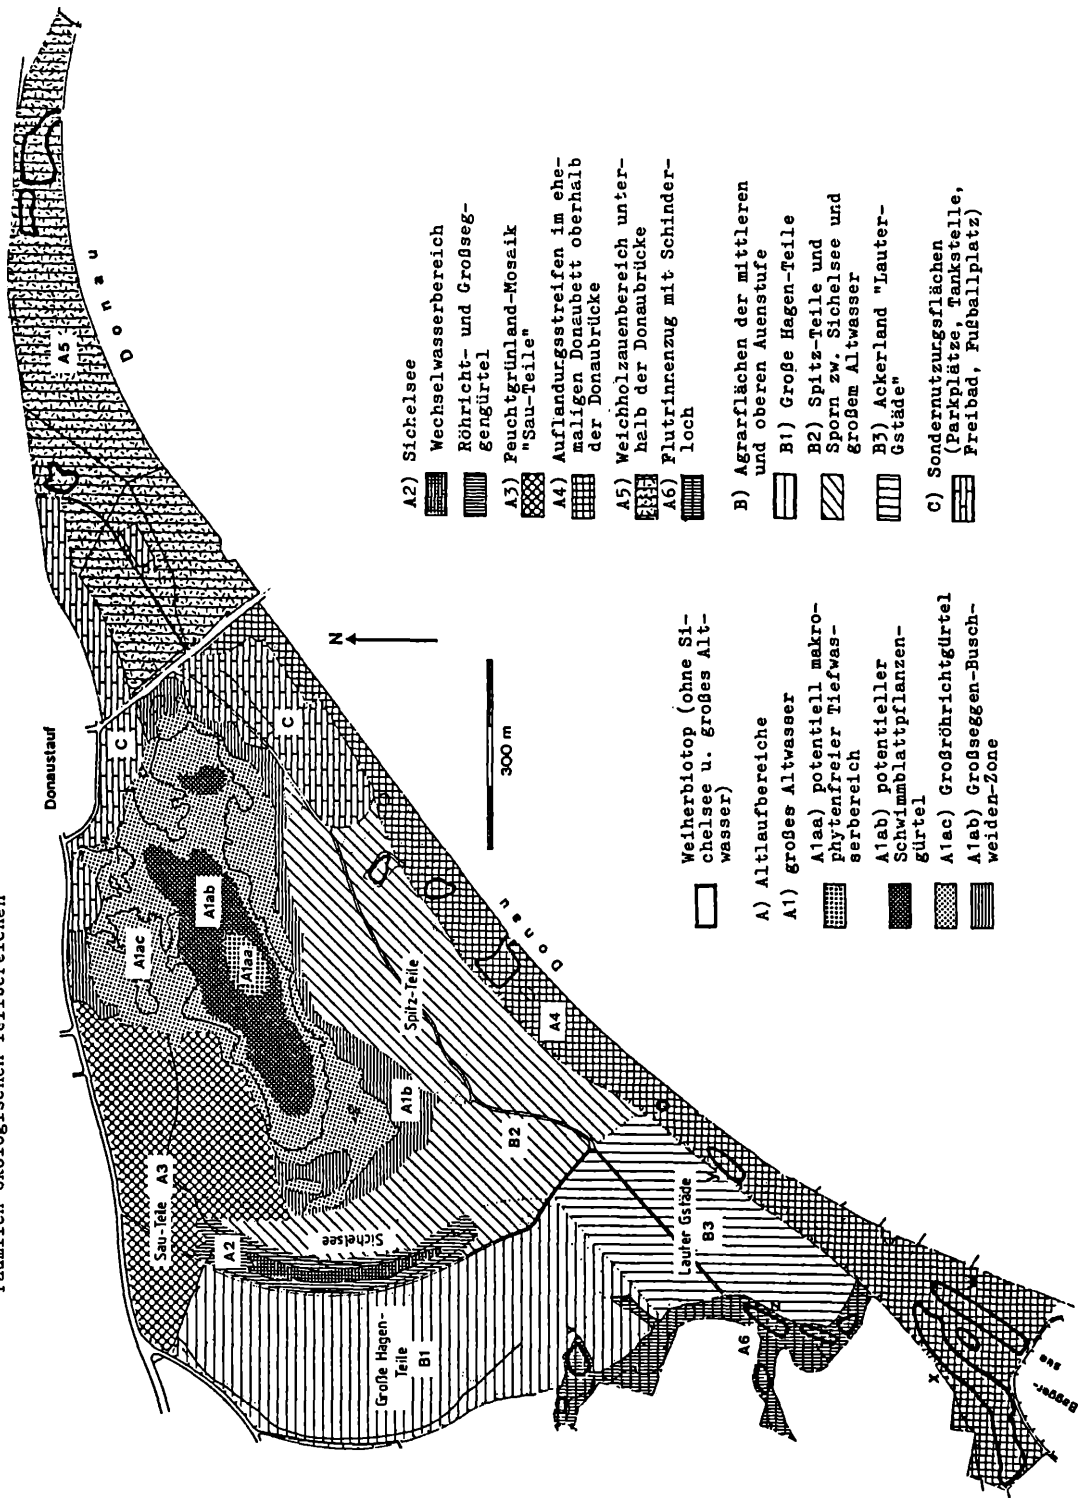 räumlich ökologischen Teilbereichen
Donaustauf
Donau
A5
C
C
N
300 m
A1ac
A1ab
A1aa
A1b
Spitz-Teile
A4
Donau
Sau-Teile A3
A2
Sichelsee
B2
Große Hagen-
Teile
B1
Lauter Gstäde
B3
A6
Y
Z
y
x
Bagger-
see
Weiherbiotop (ohne Si-
chelsee u. großes Alt-
wasser)
A) Altlaufbereiche
A1) großes Altwasser
A1aa) potentiell makro-
phytenfreier Tiefwas-
serbereich
A1ab) potentieller
Schwimmblattpflanzen-
gürtel
A1ac) Großröhrichtgürtel
A1ab) Großseggen-Busch-
weiden-Zone
A2) Sichelsee
Wechselwasserbereich
Röhricht- und Großseg-
gengürtel
A3) Feuchtgrünland-Mosaik
"Sau-Teile"
A4) Auflandungsstreifen im ehe-
maligen Donaubett oberhalb
der Donaubrücke
A5) Weichholzauenbereich unter-
halb der Donaubrücke
A6) Flutrinnenzug mit Schinder-
loch
B) Agrarflächen der mittleren
und oberen Auenstufe
B1) Große Hagen-Teile
B2) Spitz-Teile und
Sporn zw. Sichelsee und
großem Altwasser
B3) Ackerland "Lauter-
Gstäde"
C) Sondernutzungsflächen
(Parkplätze, Tankstelle,
Freibad, Fußballplatz)